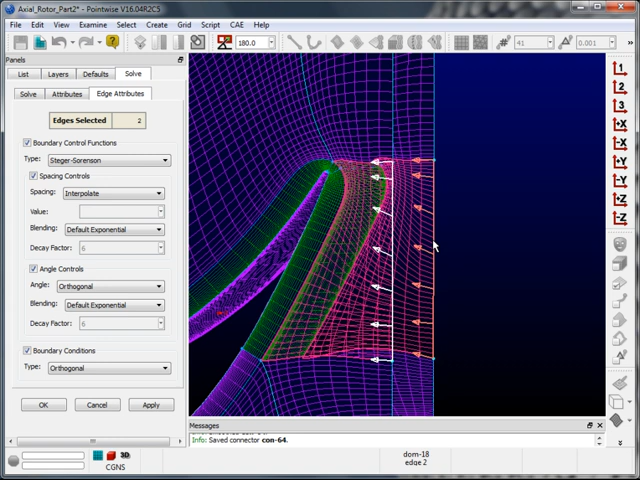 Axial_Rotor_Part2* - Pointwise V16.04R2C5
File Edit Select Create Grid Script CAE Help
180.0 41 0.001 »
Panels
List Layers Defaults Solve
Solve Attributes Edge Attributes
Edges Selected 2
Boundary Control Functions
Type: Steger-Sorenson
Spacing Controls
Spacing: Interpolate
Value:
Blending: Default Exponential
Decay Factor: 6
Angle Controls
Angle: Orthogonal
Blending: Default Exponential
Decay Factor: 6
Boundary Conditions
Type: Orthogonal
OK Cancel Apply
1
2
3
+X
-X
+Y
-Y
+Z
-Z
Messages
Info: Saved connector con-64.
3D
CGNS
dom-18
edge 2